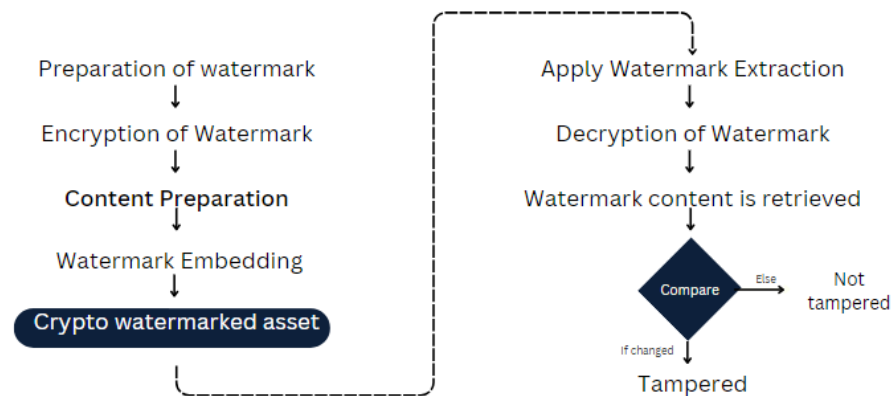 Preparation of watermark
Encryption of Watermark
Content Preparation
Watermark Embedding
Crypto watermarked asset
Apply Watermark Extraction
Decryption of Watermark
Watermark content is retrieved
Compare
Else
Not
tampered
If changed
Tampered